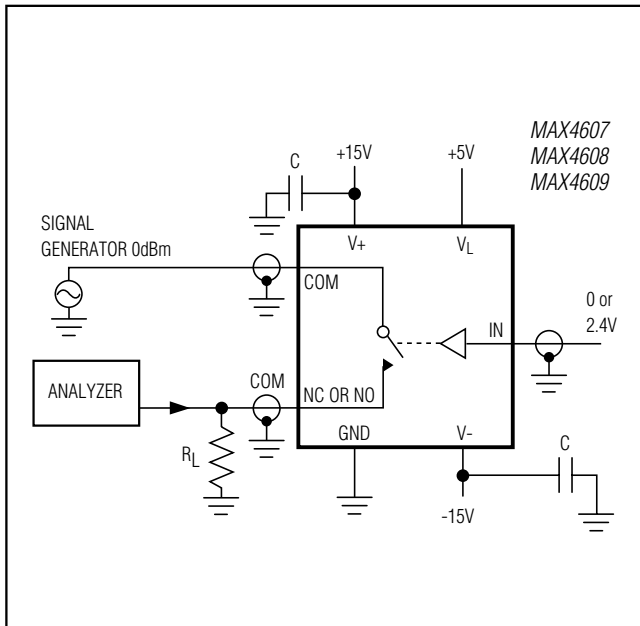 MAX4607
MAX4608
MAX4609
C
+15V
+5V
SIGNAL
GENERATOR 0dBm
V+
VL
COM
0 or
2.4V
IN
ANALYZER
COM
NC OR NO
RL
GND
V-
C
-15V